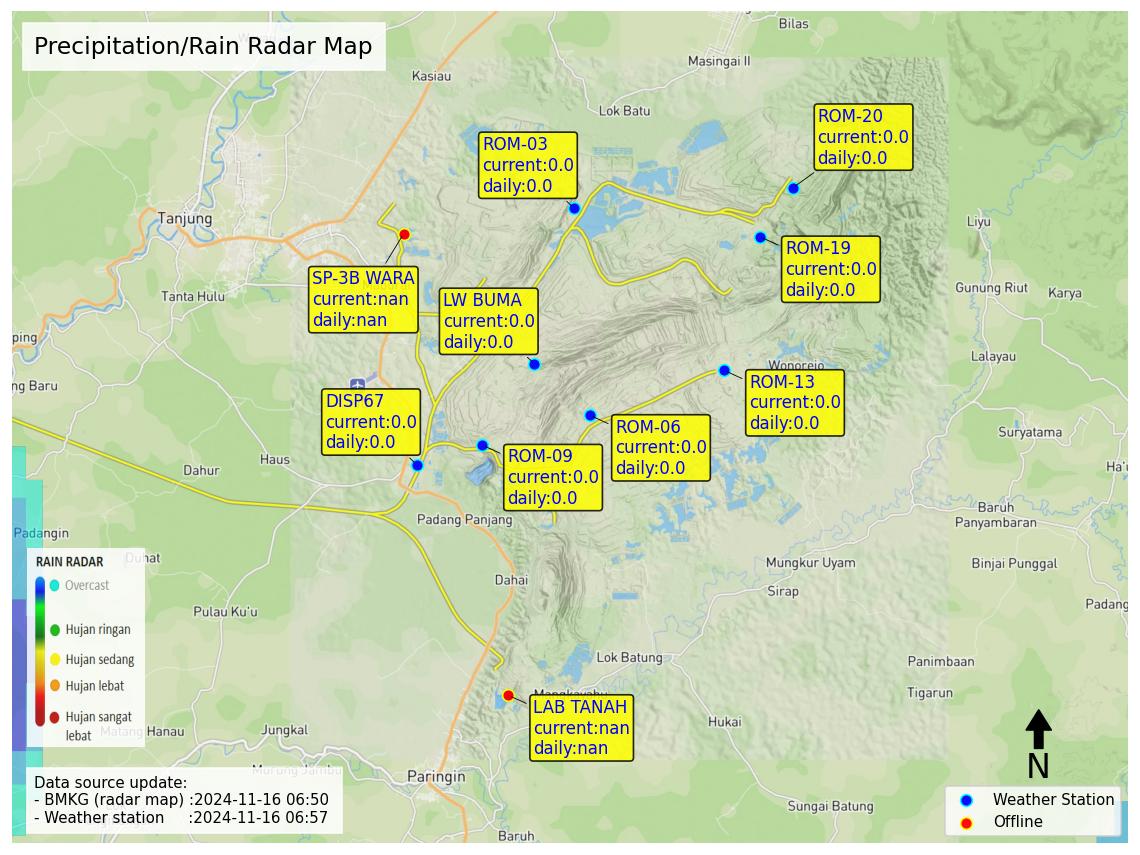 Precipitation/Rain Radar Map
Bilas
Masingai II
Kasiau
Lok Batu
ROM-20
current:0.0
daily:0.0
ROM-03
current:0.0
daily:0.0
Tanjung
Liyu
ROM-19
current:0.0
daily:0.0
SP-3B WARA
current:nan
daily:nan
LW BUMA
current:0.0
daily:0.0
Tanta Hulu
Gunung Riut
Karya
ping
Lalayau
ng Baru
Wonorejo
ROM-13
current:0.0
daily:0.0
DISP67
current:0.0
daily:0.0
ROM-06
current:0.0
daily:0.0
Suryatama
ROM-09
current:0.0
daily:0.0
Haus
Dahur
Ha'u
Baruh
Panyambaran
Padang Panjang
Padangin
Duhat
RAIN RADAR
Overcast
Hujan ringan
Hujan sedang
Hujan lebat
Hujan sangat
lebat
Mungkur Uyam
Binjai Punggal
Dahai
Sirap
Padang
Pulau Ku'u
Lok Batung
Panimbaan
Tigarun
Mangkayahu
LAB TANAH
current:nan
daily:nan
Hukai
Matang Hanau
Jungkal
Murung Jambu
Paringin
N
Data source update:
- BMKG (radar map) :2024-11-16 06:50
- Weather station :2024-11-16 06:57
Sungai Batung
Baruh
Weather Station
Offline